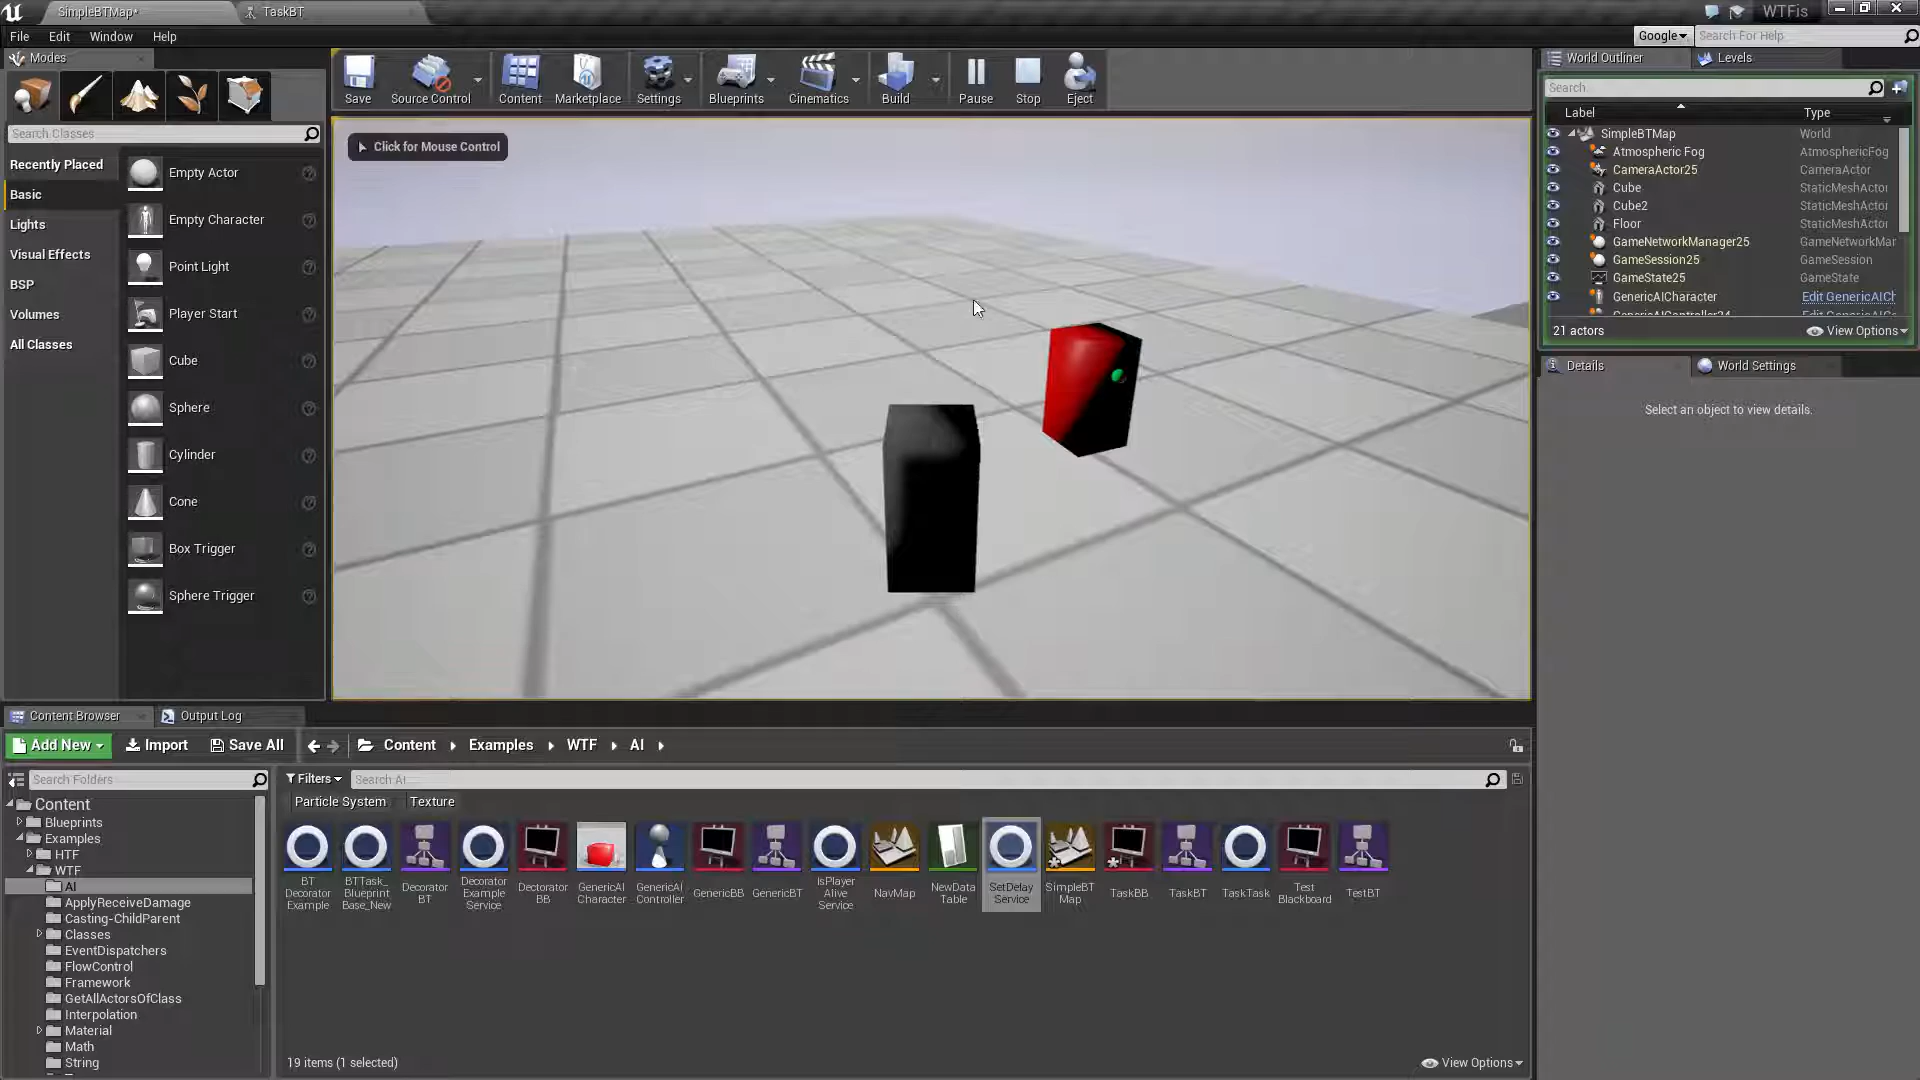 SimpleBTMap*
TaskBT
WTFis
File Edit Window Help
Google
Search For Help
Modes
Save
Source Control
Content
Marketplace
Settings
Blueprints
Cinematics
Build
Pause
Stop
Eject
World Outliner
Levels
Search
Search Classes
Label
Type
Click for Mouse Control
Recently Placed
Basic
Lights
Visual Effects
BSP
Volumes
All Classes
Empty Actor
Empty Character
Point Light
Player Start
Cube
Sphere
Cylinder
Cone
Box Trigger
Sphere Trigger
SimpleBTMap World
Atmospheric Fog AtmosphericFog
CameraActor25 CameraActor
Cube StaticMeshActor
Cube2 StaticMeshActor
Floor StaticMeshActor
GameNetworkManager25 GameNetworkMar
GameSession25 GameSession
GameState25 GameState
GenericAICharacter Edit GenericAICh
21 actors
View Options
Details
World Settings
Select an object to view details.
Content Browser
Output Log
Add New
Import
Save All
Content
Examples
WTF
AI
Search Folders
Filters
Search AI
Particle System
Texture
Content
Blueprints
Examples
HTF
WTF
AI
ApplyReceiveDamage
Casting-ChildParent
Classes
EventDispatchers
FlowControl
Framework
GetAllActorsOfClass
Interpolation
Material
Math
String
BT
Decorator
Example
BTTask_
Blueprint
Base_New
Decorator
BT
Decorator
Example
Service
Dectorator
BB
GenericAI
Character
GenericAI
Controller
GenericBB
GenericBT
IsPlayer
Alive
Service
NavMap
NewData
Table
SetDelay
Service
SimpleBT
Map
TaskBB
TaskBT
TaskTask
Test
Blackboard
TestBT
19 items (1 selected)
View Options